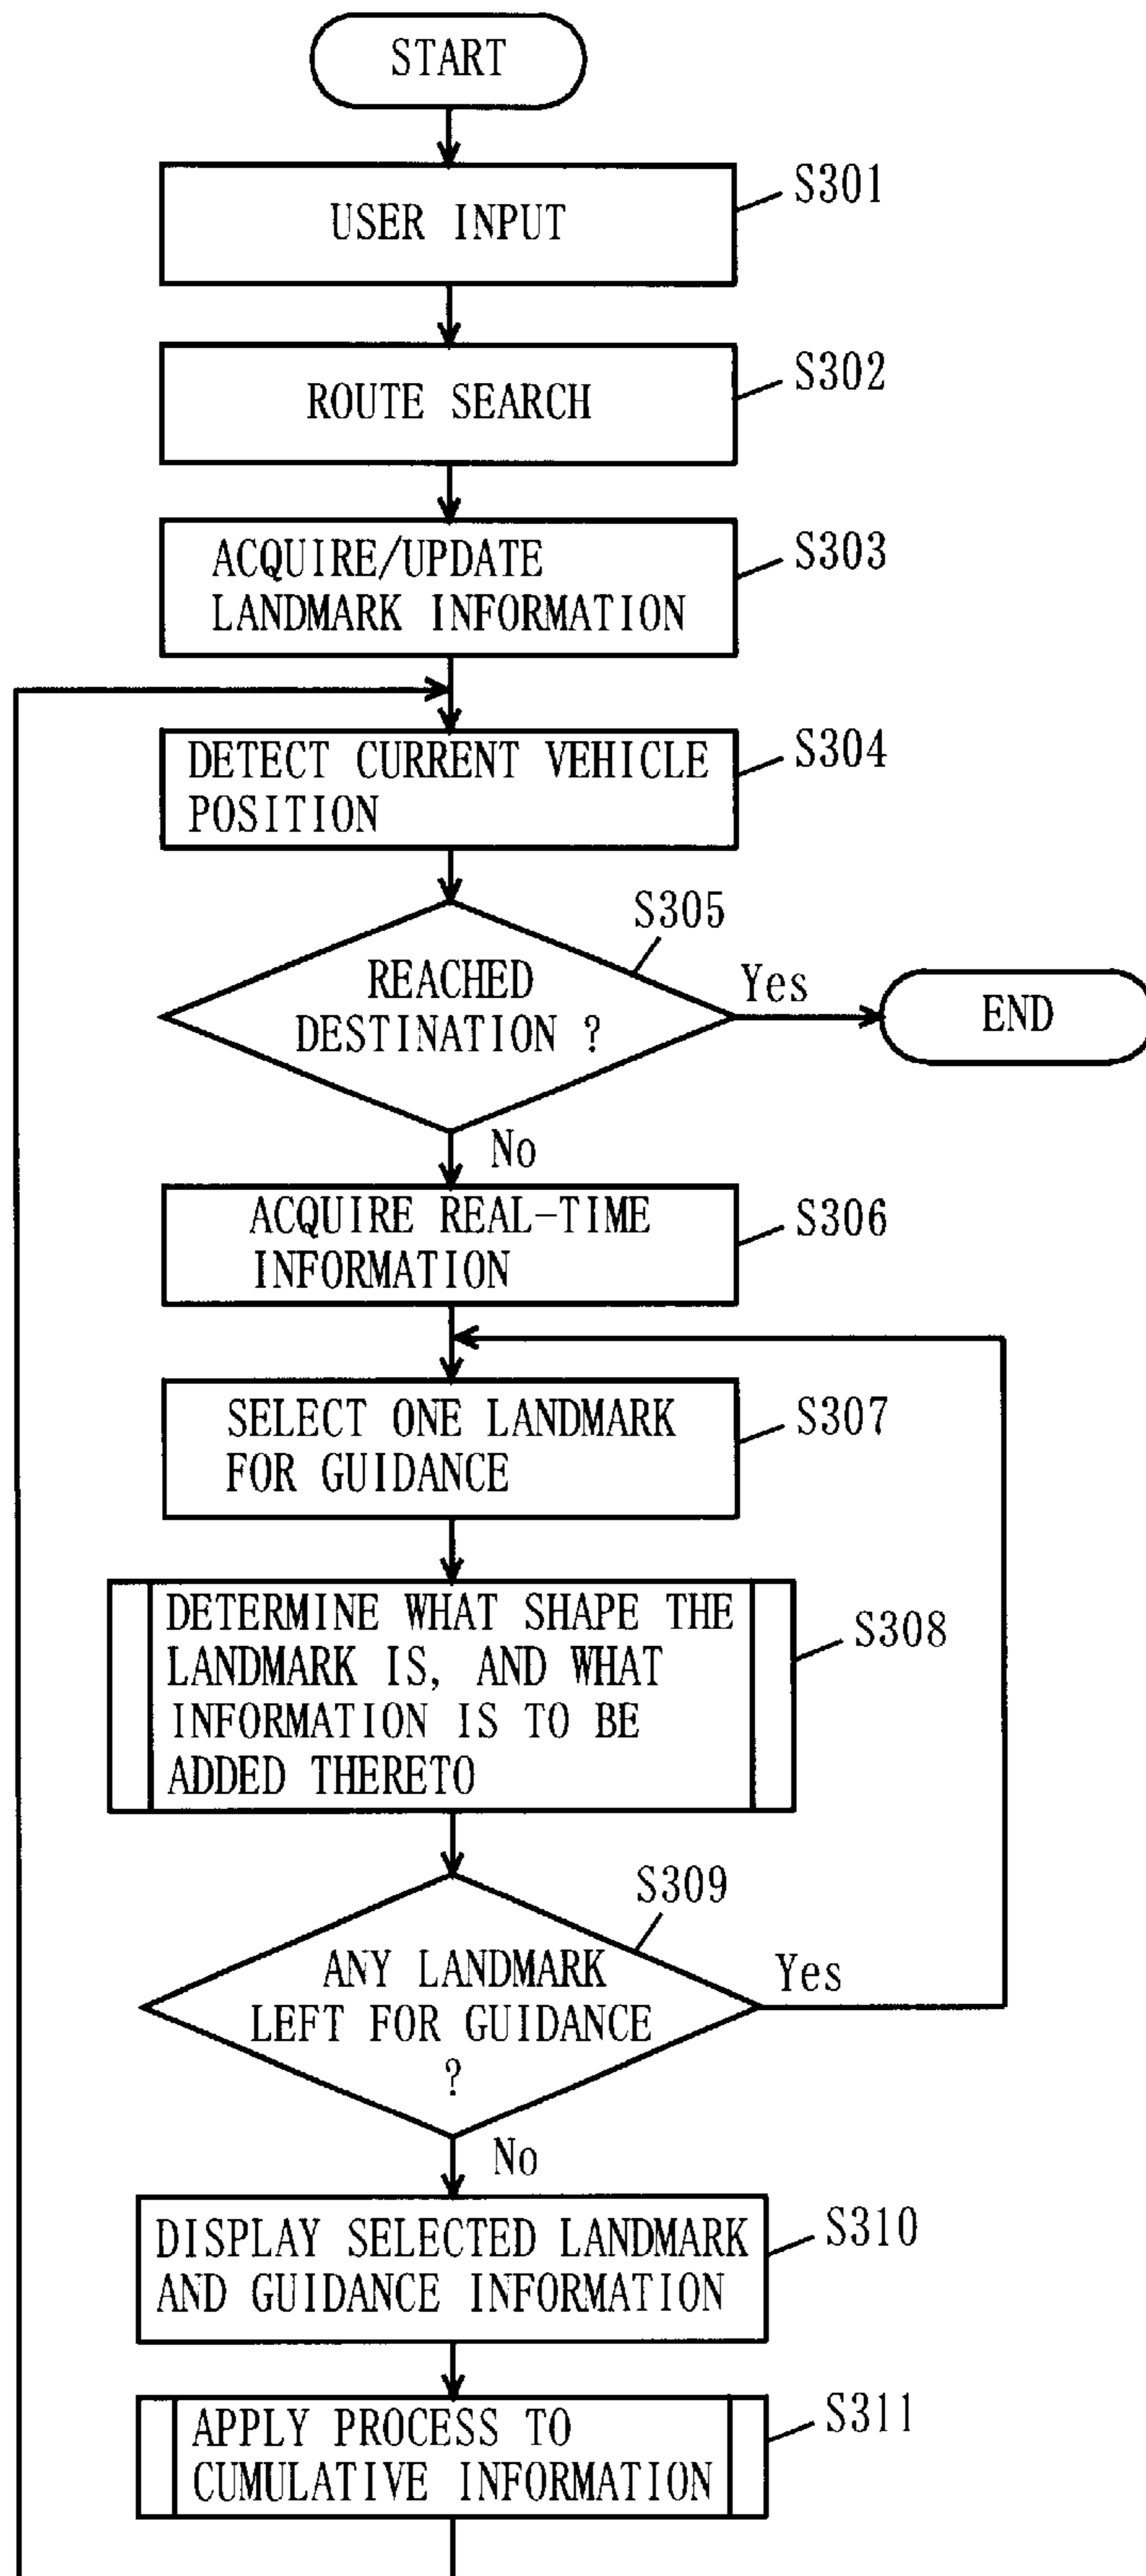 START
USER INPUT
S301
ROUTE SEARCH
S302
ACQUIRE/UPDATE
LANDMARK INFORMATION
S303
DETECT CURRENT VEHICLE
POSITION
S304
S305
REACHED
DESTINATION ?
Yes
END
No
ACQUIRE REAL-TIME
INFORMATION
S306
SELECT ONE LANDMARK
FOR GUIDANCE
S307
DETERMINE WHAT SHAPE THE
LANDMARK IS, AND WHAT
INFORMATION IS TO BE
ADDED THERETO
S308
S309
ANY LANDMARK
LEFT FOR GUIDANCE
?
Yes
No
DISPLAY SELECTED LANDMARK
AND GUIDANCE INFORMATION
S310
APPLY PROCESS TO
CUMULATIVE INFORMATION
S311